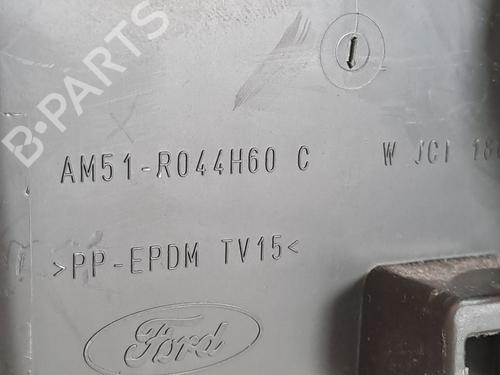 B-PARTS
AM51-R044H60 C W JCI
>PP-EPDM TV15<
Ford